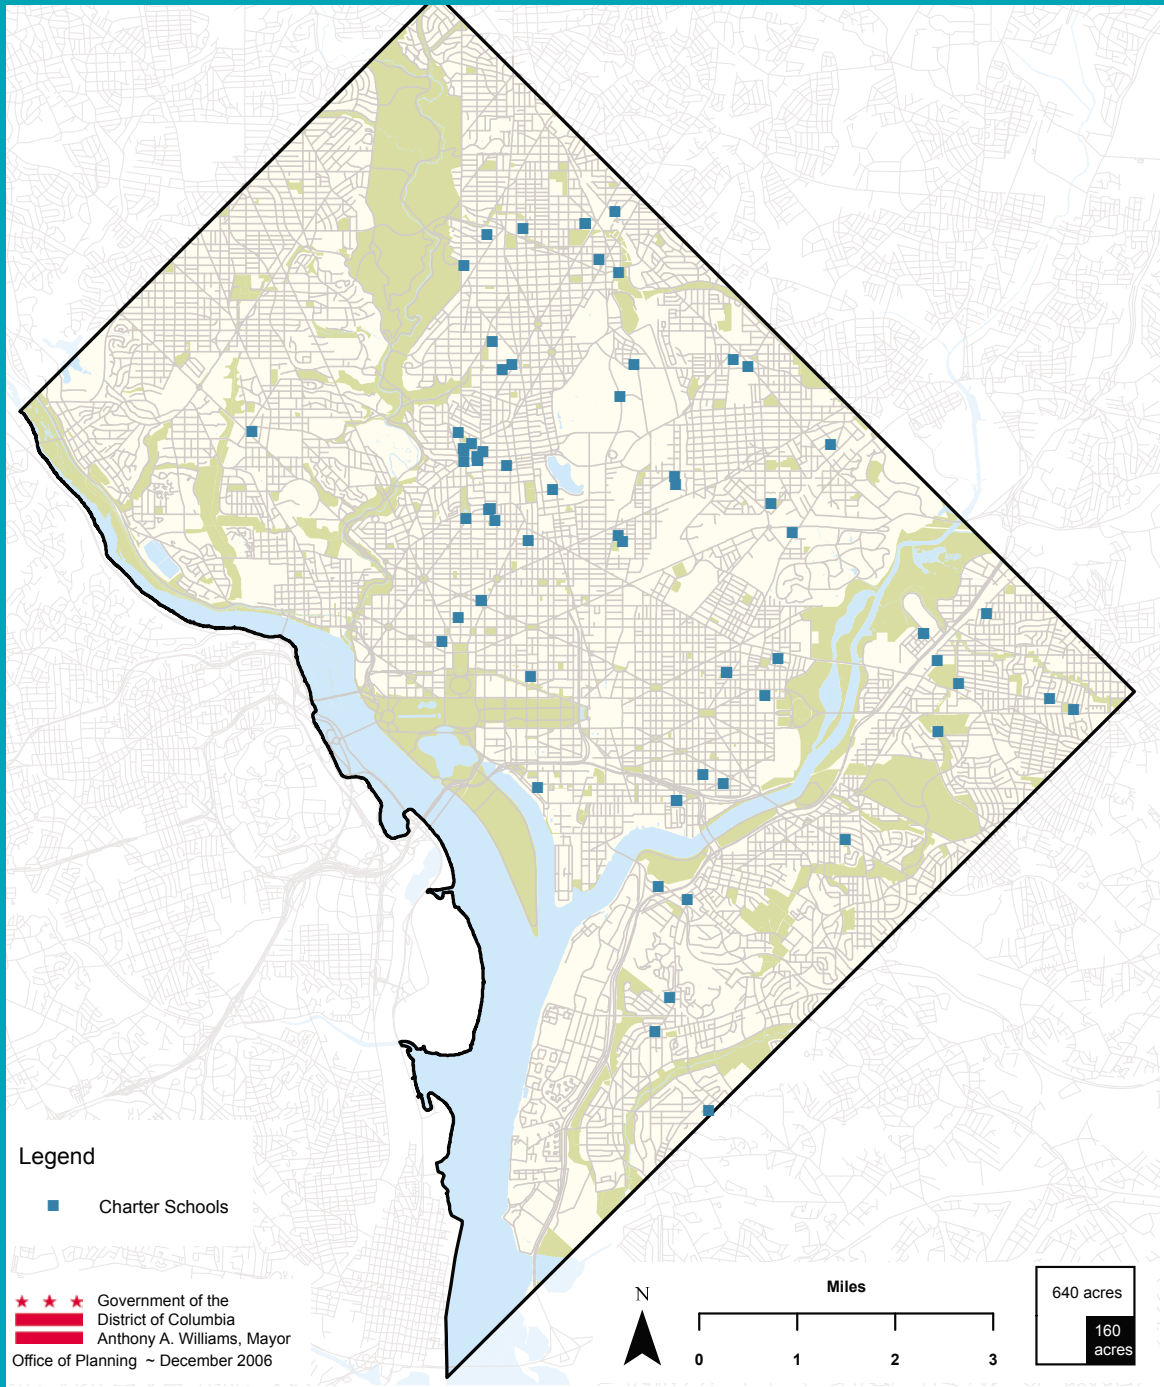 Legend
Charter Schools
Government of the
District of Columbia
Anthony A. Williams, Mayor
Office of Planning ~ December 2006
N
Miles
0 1 2 3
640 acres
160
acres